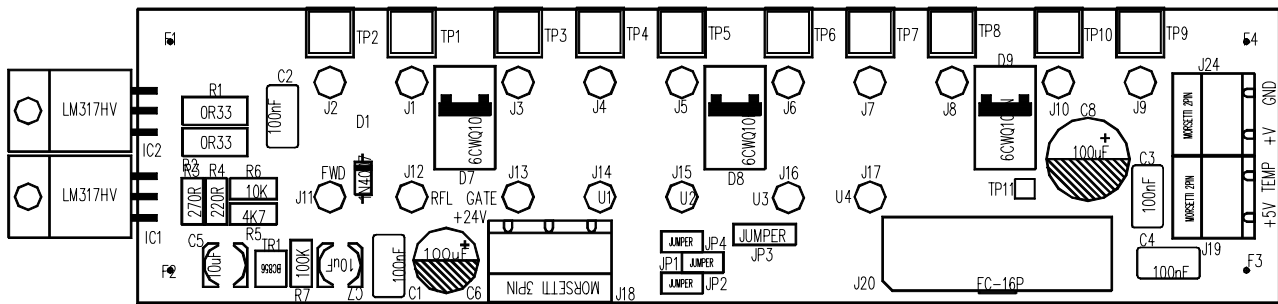 F1
TP2
TP1
TP3
TP4
TP5
TP6
TP7
TP8
TP10
TP9
F4
LM317HV
IC2
R1
0R33
0R33
C2
100nF
J2
J1
J3
J4
J5
J6
J7
J8
J10
J9
D1
D7
D8
D9
6CWQ10
6CWQ10
6CWQ10
C8
+
100uF
J24
MORSETTI 2PIN
GND
+V
LM317HV
IC1
R2
R3
R4
R6
270R
220R
10K
4K7
R5
FWD
J11
J12
RFL
GATE
+24V
J13
J14
U1
J15
U2
J16
U3
J17
U4
TP11
C3
100nF
MORSETTI 2PIN
TEMP
+5V
J19
C5
10uF
TR1
BC856
100K
R7
10uF
C7
100nF
C1
+
100uF
C6
MORSETTI 3PIN
J18
JUMPER
JP4
JP1
JUMPER
JUMPER
JP2
JUMPER
JP3
J20
FC-16P
C4
100nF
F2
F3